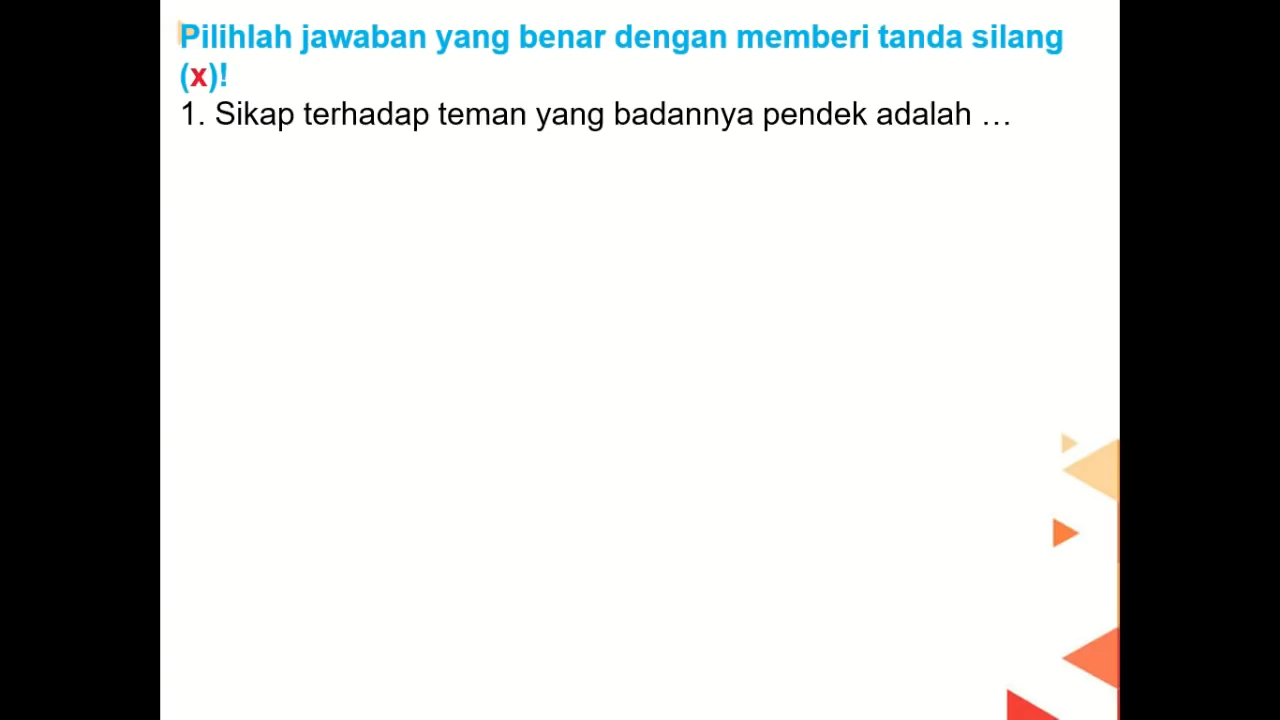 Pilihlah jawaban yang benar dengan memberi tanda silang
(x)!
1. Sikap terhadap teman yang badannya pendek adalah …